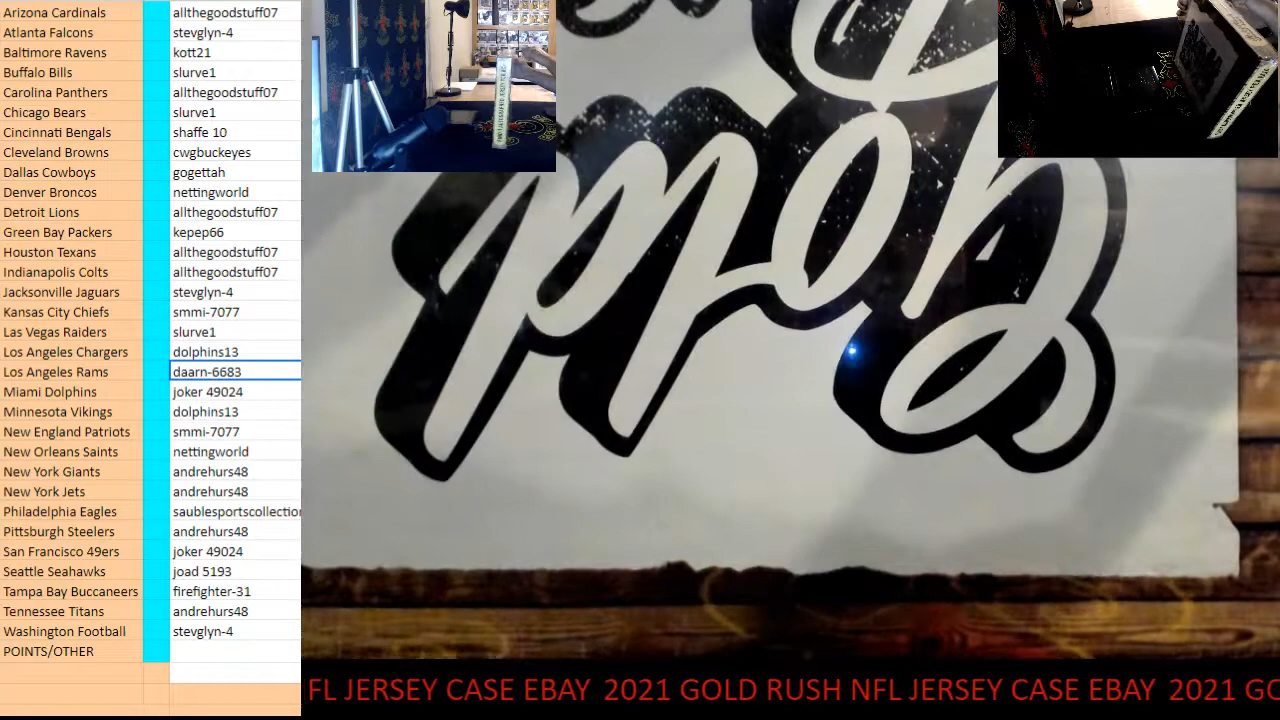 Arizona Cardinals allthegoodstuff07
Atlanta Falcons stevglyn-4
Baltimore Ravens kott21
Buffalo Bills slurve1
Carolina Panthers allthegoodstuff07
Chicago Bears slurve1
Cincinnati Bengals shaffe 10
Cleveland Browns cwgbuckeyes
Dallas Cowboys gogettah
Denver Broncos nettingworld
Detroit Lions allthegoodstuff07
Green Bay Packers kepep66
Houston Texans allthegoodstuff07
Indianapolis Colts allthegoodstuff07
Jacksonville Jaguars stevglyn-4
Kansas City Chiefs smmi-7077
Las Vegas Raiders slurve1
Los Angeles Chargers dolphins13
Los Angeles Rams daarn-6683
Miami Dolphins joker 49024
Minnesota Vikings dolphins13
New England Patriots smmi-7077
New Orleans Saints nettingworld
New York Giants andrehurs48
New York Jets andrehurs48
Philadelphia Eagles saublesportscollectio
Pittsburgh Steelers andrehurs48
San Francisco 49ers joker 49024
Seattle Seahawks joad 5193
Tampa Bay Buccaneers firefighter-31
Tennessee Titans andrehurs48
Washington Football stevglyn-4
POINTS/OTHER
FL JERSEY CASE EBAY 2021 GOLD RUSH NFL JERSEY CASE EBAY 2021 GO